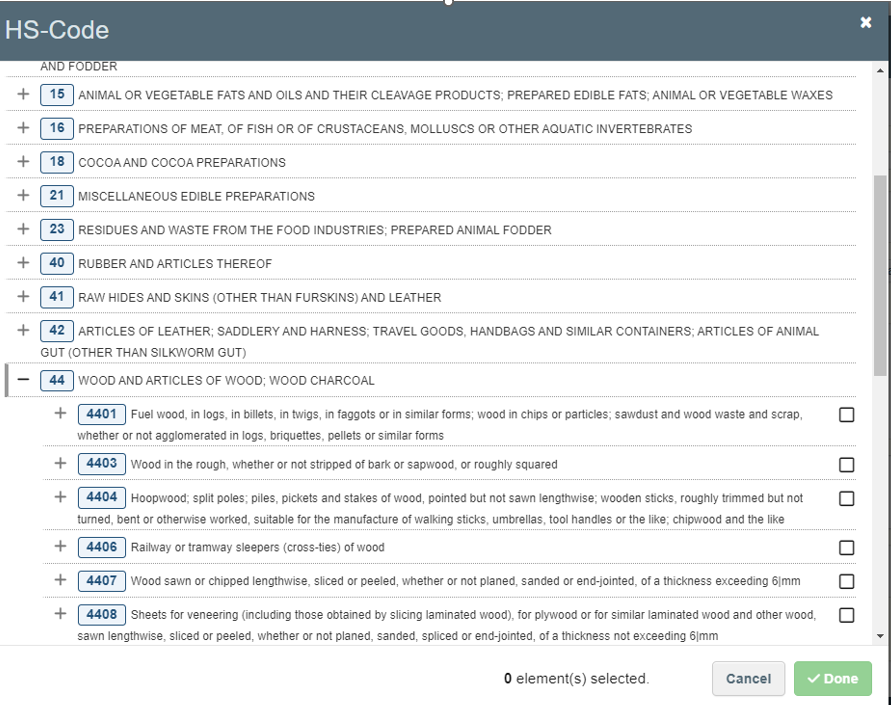 HS-Code
AND FODDER
15 ANIMAL OR VEGETABLE FATS AND OILS AND THEIR CLEAVAGE PRODUCTS; PREPARED EDIBLE FATS; ANIMAL OR VEGETABLE WAXES
16 PREPARATIONS OF MEAT, OF FISH OR OF CRUSTACEANS, MOLLUSCS OR OTHER AQUATIC INVERTEBRATES
18 COCOA AND COCOA PREPARATIONS
21 MISCELLANEOUS EDIBLE PREPARATIONS
23 RESIDUES AND WASTE FROM THE FOOD INDUSTRIES; PREPARED ANIMAL FODDER
40 RUBBER AND ARTICLES THEREOF
41 RAW HIDES AND SKINS (OTHER THAN FURSKINS) AND LEATHER
42 ARTICLES OF LEATHER; SADDLERY AND HARNESS; TRAVEL GOODS, HANDBAGS AND SIMILAR CONTAINERS; ARTICLES OF ANIMAL
GUT (OTHER THAN SILKWORM GUT)
44 WOOD AND ARTICLES OF WOOD; WOOD CHARCOAL
4401 Fuel wood, in logs, in billets, in twigs, in faggots or in similar forms; wood in chips or particles; sawdust and wood waste and scrap,
whether or not agglomerated in logs, briquettes, pellets or similar forms
4403 Wood in the rough, whether or not stripped of bark or sapwood, or roughly squared
4404 Hoopwood; split poles; piles, pickets and stakes of wood, pointed but not sawn lengthwise; wooden sticks, roughly trimmed but not
turned, bent or otherwise worked, suitable for the manufacture of walking sticks, umbrellas, tool handles or the like; chipwood and the like
4406 Railway or tramway sleepers (cross-ties) of wood
4407 Wood sawn or chipped lengthwise, sliced or peeled, whether or not planed, sanded or end-jointed, of a thickness exceeding 6|mm
4408 Sheets for veneering (including those obtained by slicing laminated wood), for plywood or for similar laminated wood and other wood,
sawn lengthwise, sliced or peeled, whether or not planed, sanded, spliced or end-jointed, of a thickness not exceeding 6|mm
0 element(s) selected.
Cancel
Done